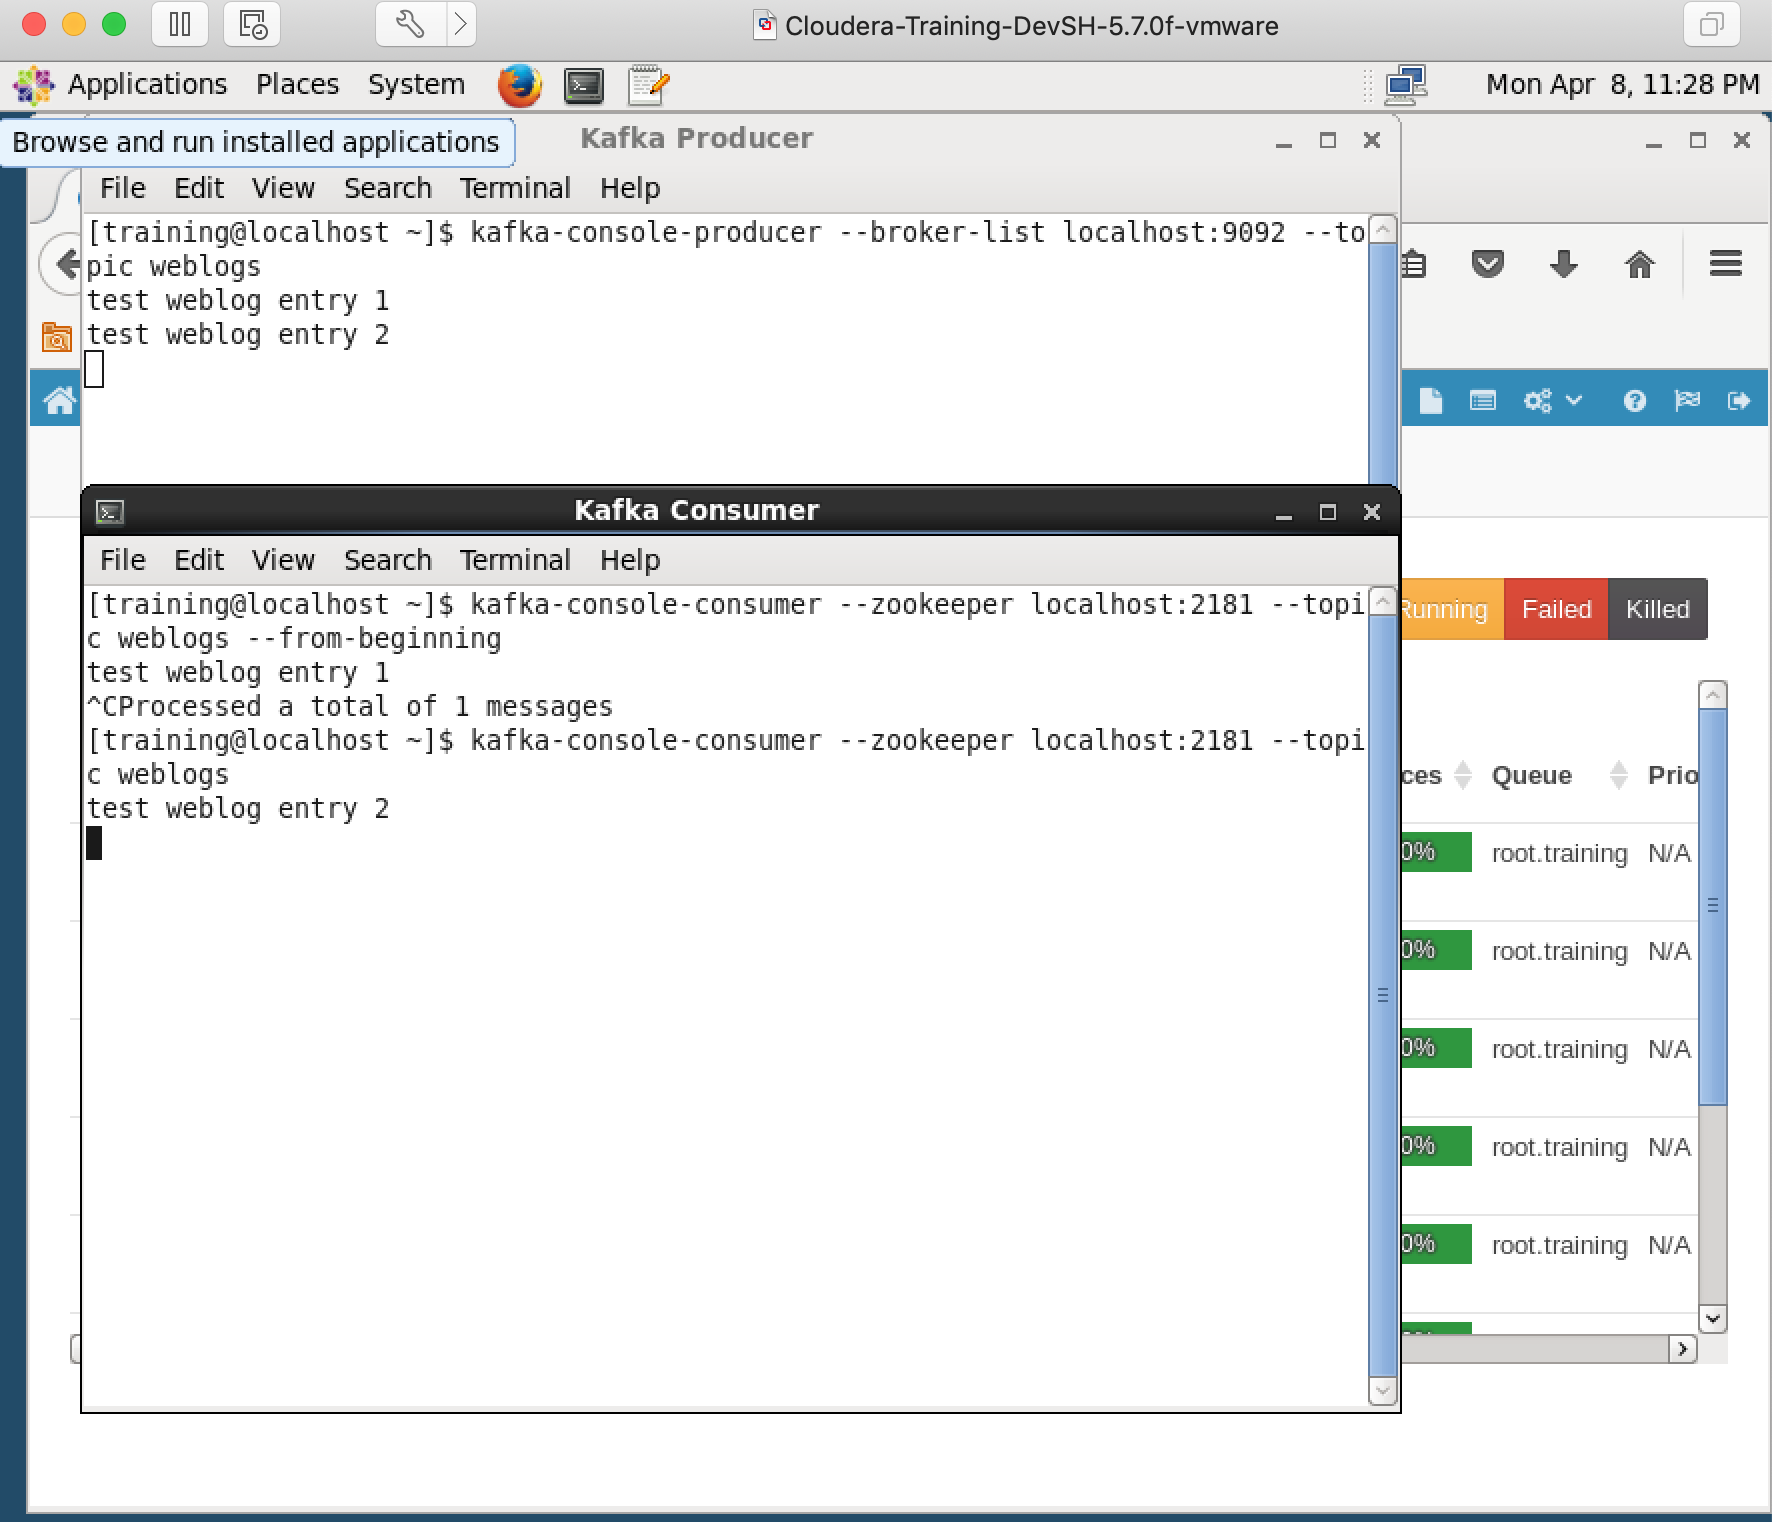 Cloudera-Training-DevSH-5.7.0f-vmware
Applications Places System Mon Apr 8, 11:28 PM
Browse and run installed applications
Kafka Producer
File Edit View Search Terminal Help
[training@localhost ~]$ kafka-console-producer --broker-list localhost:9092 --to
pic weblogs
test weblog entry 1
test weblog entry 2
Kafka Consumer
File Edit View Search Terminal Help
[training@localhost ~]$ kafka-console-consumer --zookeeper localhost:2181 --topi
c weblogs --from-beginning
test weblog entry 1
^CProcessed a total of 1 messages
[training@localhost ~]$ kafka-console-consumer --zookeeper localhost:2181 --topi
c weblogs
test weblog entry 2
Running Failed Killed
ces Queue Prio
0% root.training N/A
0% root.training N/A
0% root.training N/A
0% root.training N/A
0% root.training N/A